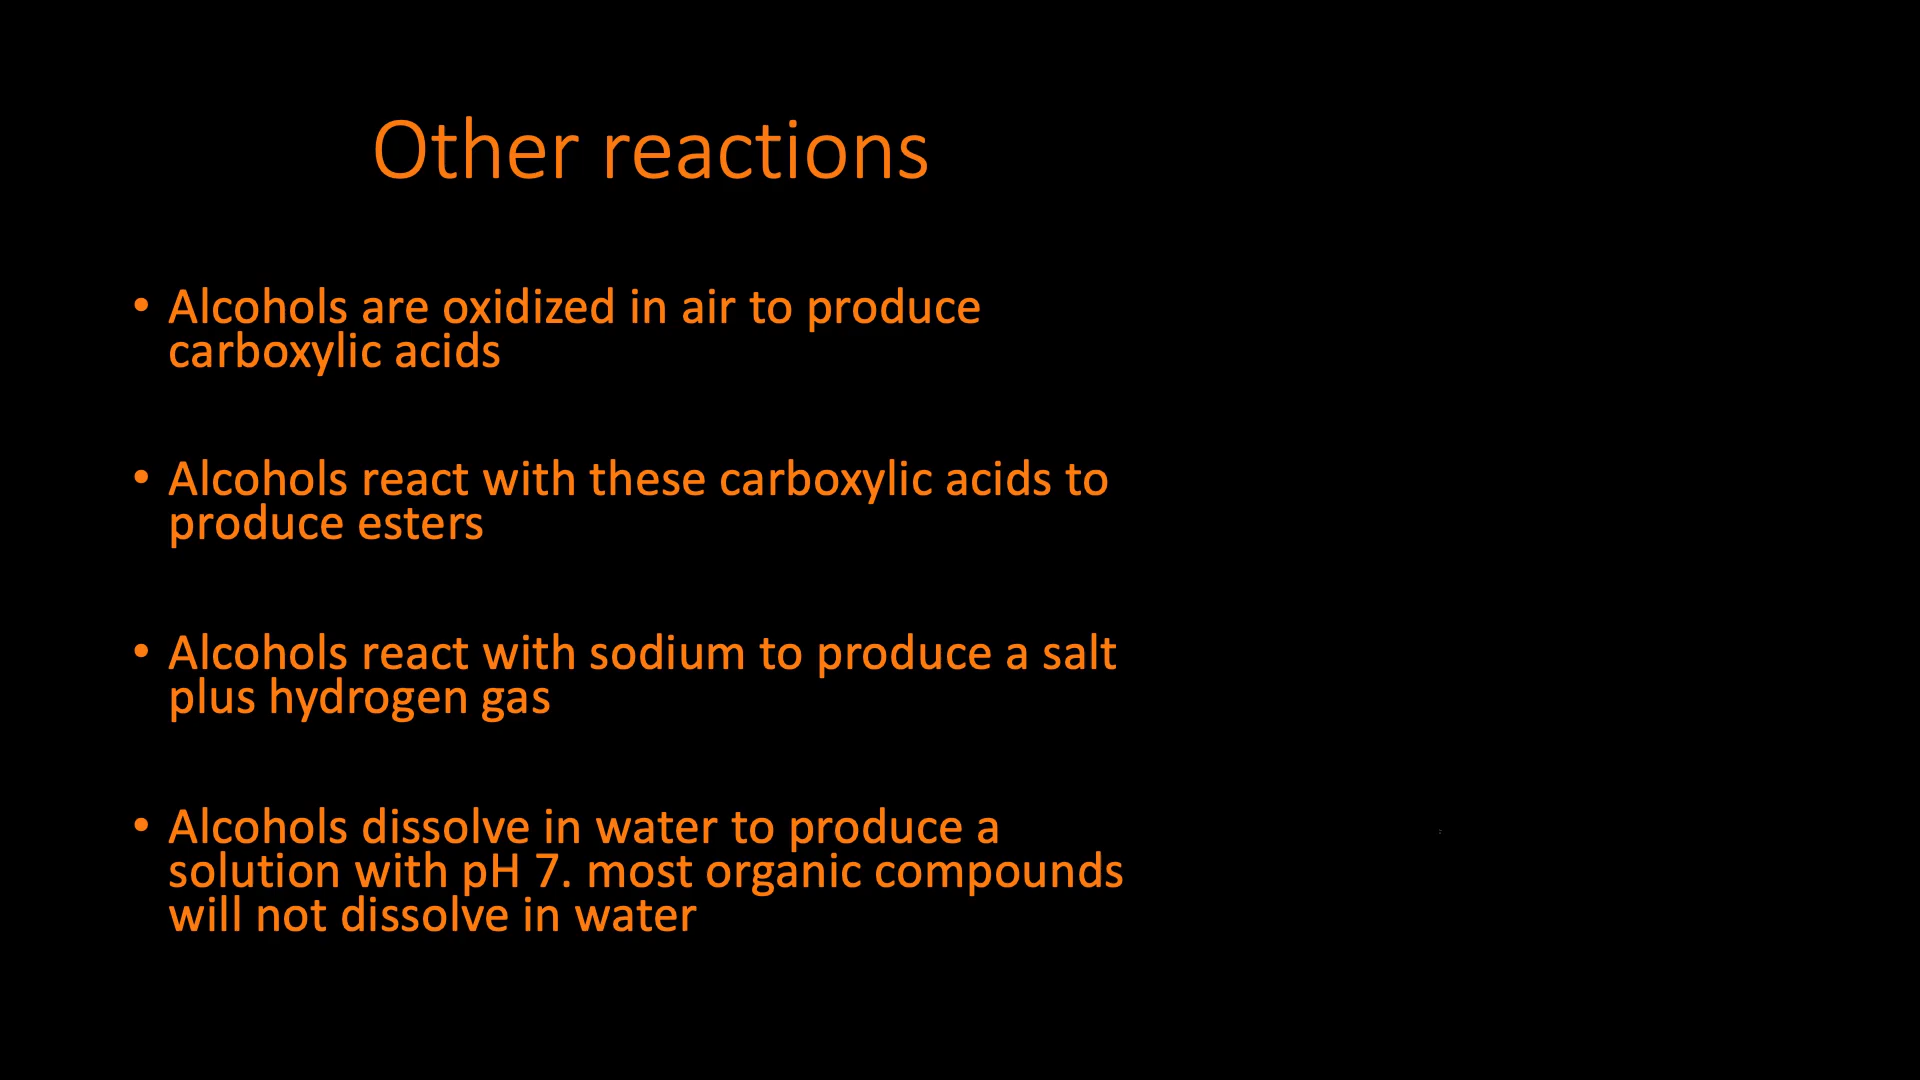 Other reactions
• Alcohols are oxidized in air to produce
carboxylic acids
• Alcohols react with these carboxylic acids to
produce esters
• Alcohols react with sodium to produce a salt
plus hydrogen gas
• Alcohols dissolve in water to produce a
solution with pH 7. most organic compounds
will not dissolve in water